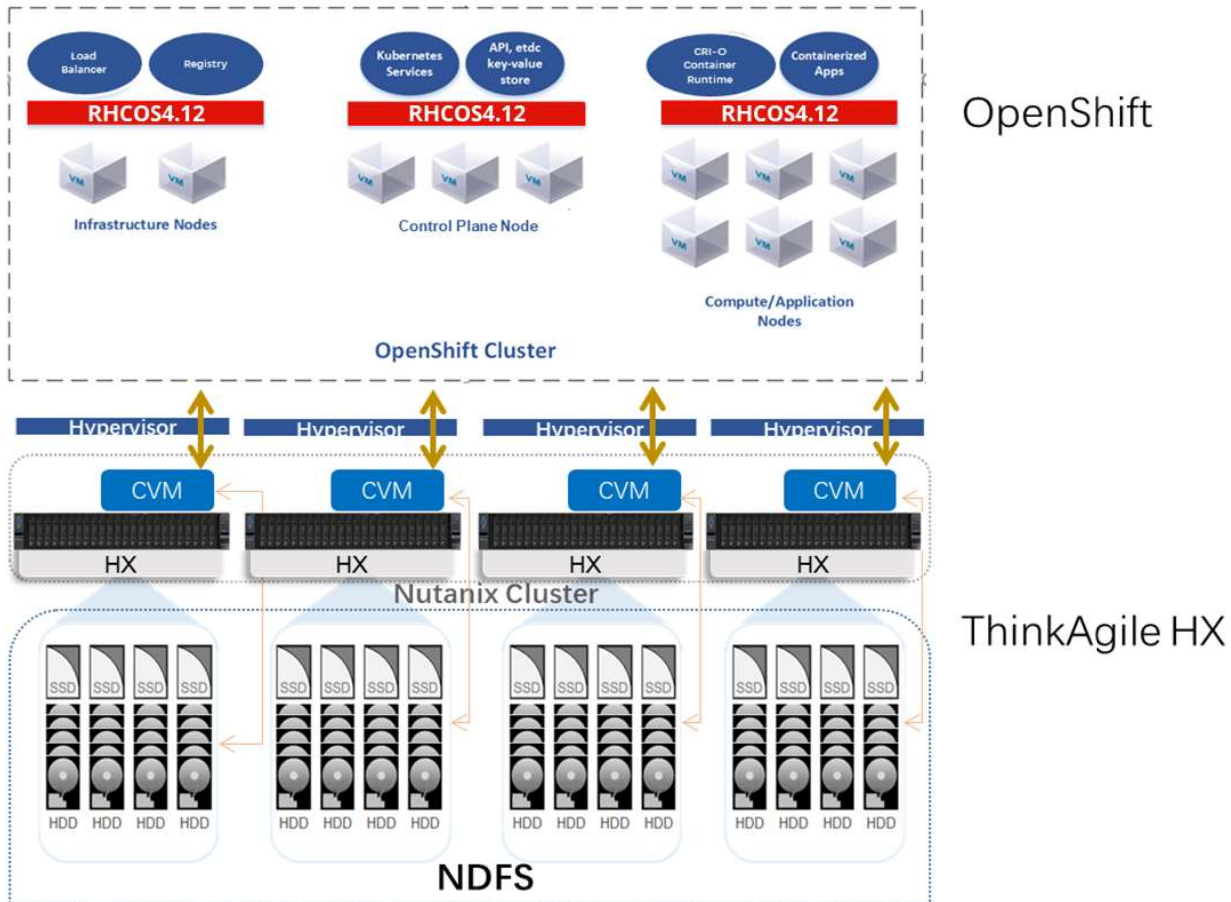 Load
Balancer
Registry
Kubernetes
Services
API, etdc
key-value
store
CRI-O
Container
Runtime
Containerized
Apps
RHCOS4.12
RHCOS4.12
RHCOS4.12
OpenShift
VM VM
VM VM VM
VM VM VM
Infrastructure Nodes
Control Plane Node
VM VM VM
Compute/Application
Nodes
OpenShift Cluster
Hypervisor Hypervisor Hypervisor Hypervisor
CVM CVM CVM CVM
HX HX HX HX
Nutanix Cluster
ThinkAgile HX
SSD SSD SSD SSD SSD SSD SSD SSD SSD SSD SSD SSD SSD SSD SSD SSD
HDD HDD HDD HDD HDD HDD HDD HDD HDD HDD HDD HDD HDD HDD HDD HDD
NDFS